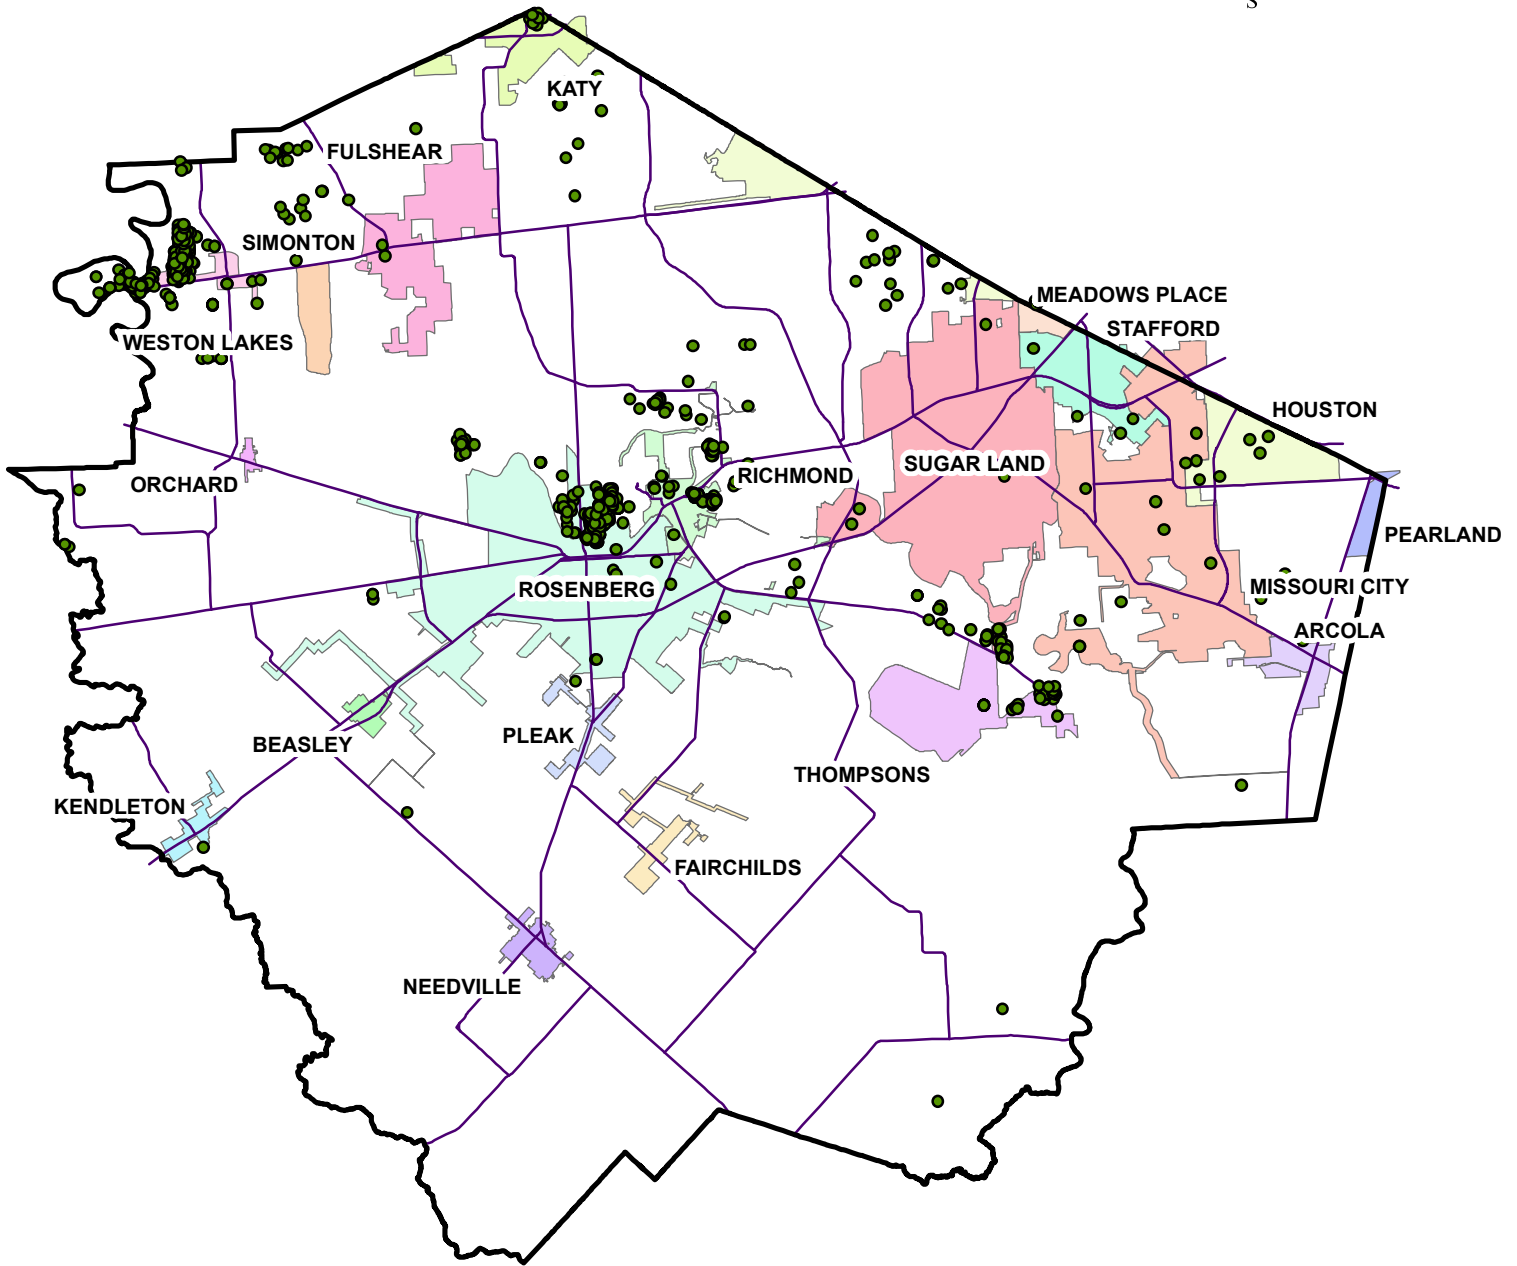 S
KATY
FULSHEAR
SIMONTON
MEADOWS PLACE
STAFFORD
WESTON LAKES
HOUSTON
SUGAR LAND
RICHMOND
ORCHARD
PEARLAND
MISSOURI CITY
ROSENBERG
ARCOLA
PLEAK
BEASLEY
THOMPSONS
KENDLETON
FAIRCHILDS
NEEDVILLE